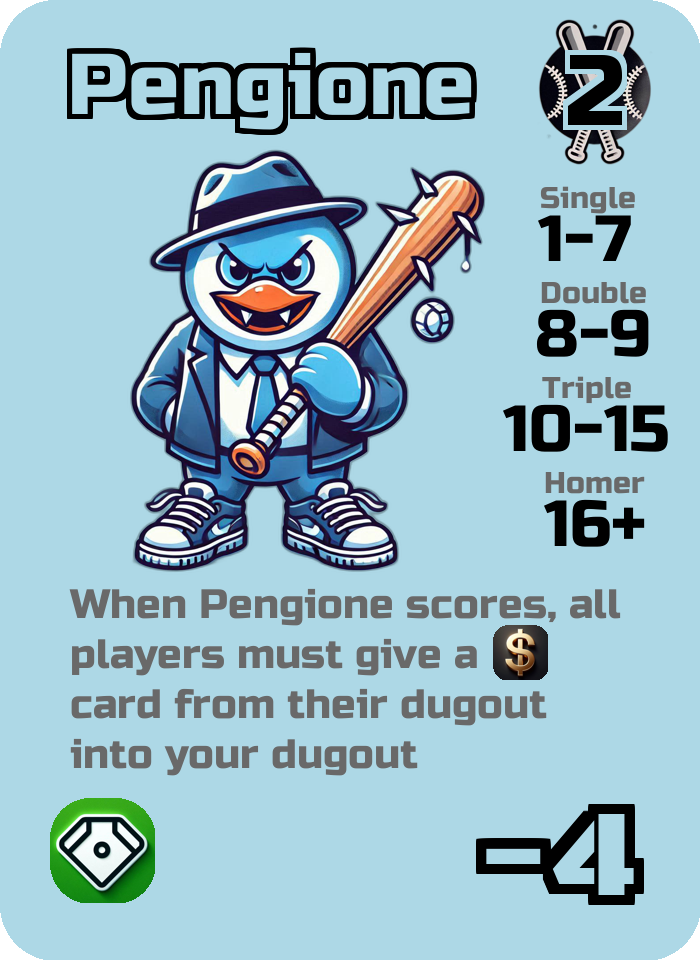 Pengione
2
Single
1-7
Double
8-9
Triple
10-15
Homer
16+
When Pengione scores, all
players must give a $
card from their dugout
into your dugout
-4